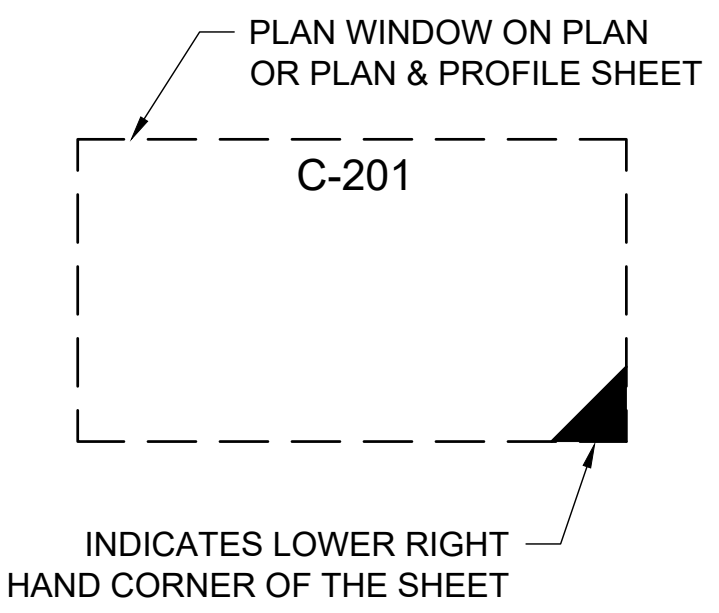 PLAN WINDOW ON PLAN
OR PLAN & PROFILE SHEET
C-201
INDICATES LOWER RIGHT
HAND CORNER OF THE SHEET